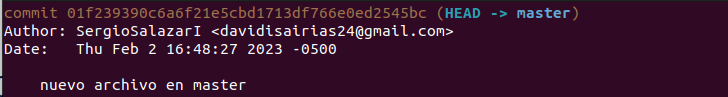 commit 01f239390c6a6f21e5cbd1713df766e0ed2545bc (HEAD -> master)
Author: SergioSalazarI <davidisairias24@gmail.com>
Date:   Thu Feb 2 16:48:27 2023 -0500
nuevo archivo en master